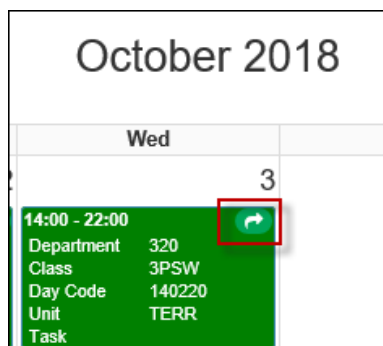 October 2018
Wed
3
14:00 - 22:00
Department 320
Class 3PSW
Day Code 140220
Unit TERR
Task